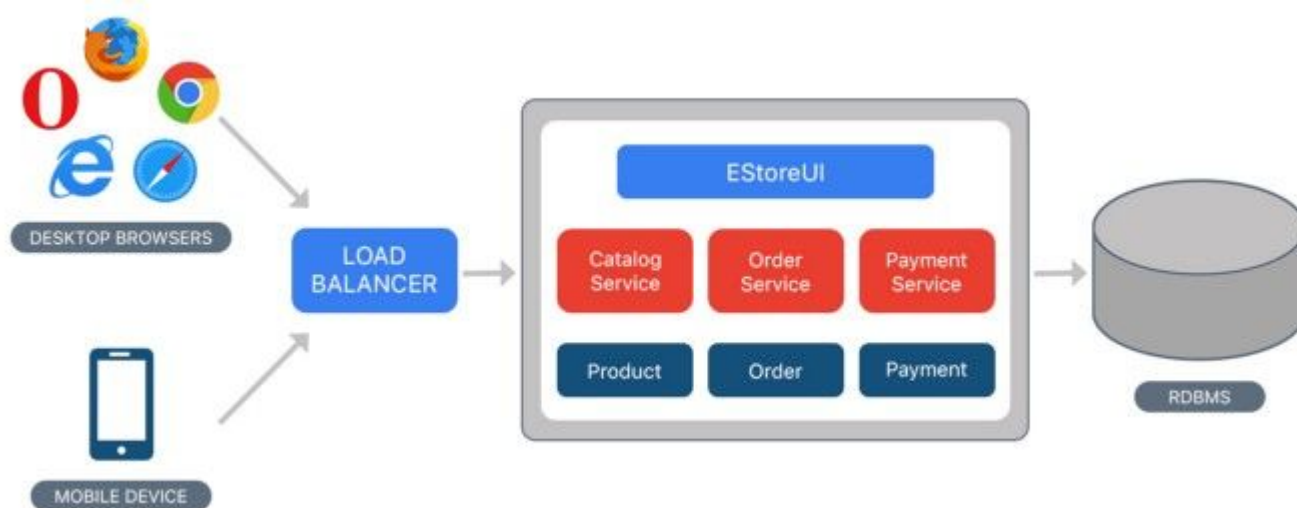 DESKTOP BROWSERS
LOAD
BALANCER
MOBILE DEVICE
EStoreUI
Catalog
Service
Order
Service
Payment
Service
Product
Order
Payment
RDBMS